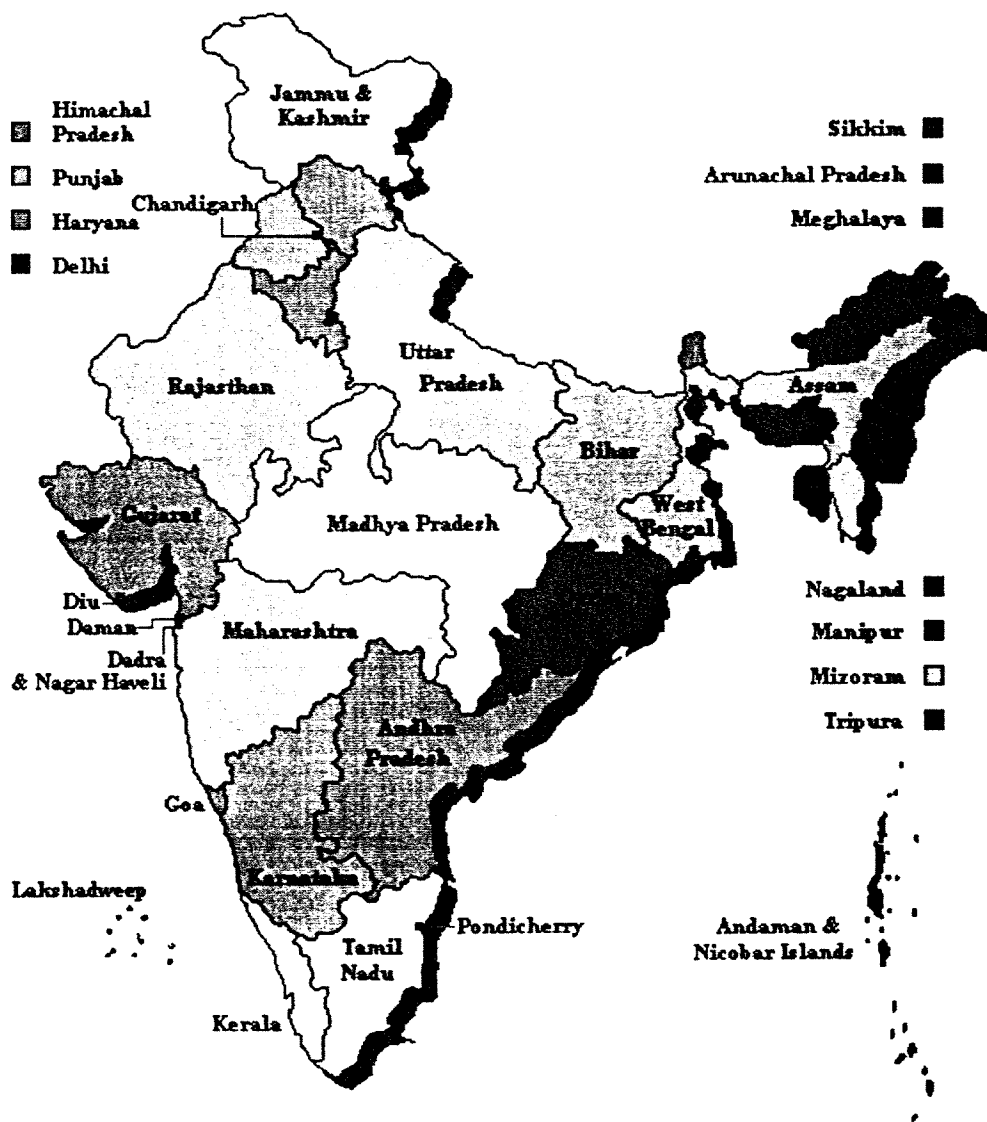 Jammu &
Kashmir
Himachal
Pradesh
Punjab
Haryana
Delhi
Chandigarh
Sikkim
Arunachal Pradesh
Meghalaya
Uttar
Pradesh
Rajasthan
Assam
Bihar
Gujarat
Madhya Pradesh
West
Bengal
Diu
Daman
Dadra
& Nagar Haveli
Maharashtra
Nagaland
Manipur
Mizoram
Tripura
Andhra
Pradesh
Goa
Karnataka
Lakshadweep
Pondicherry
Tamil
Nadu
Andaman &
Nicobar Islands
Kerala